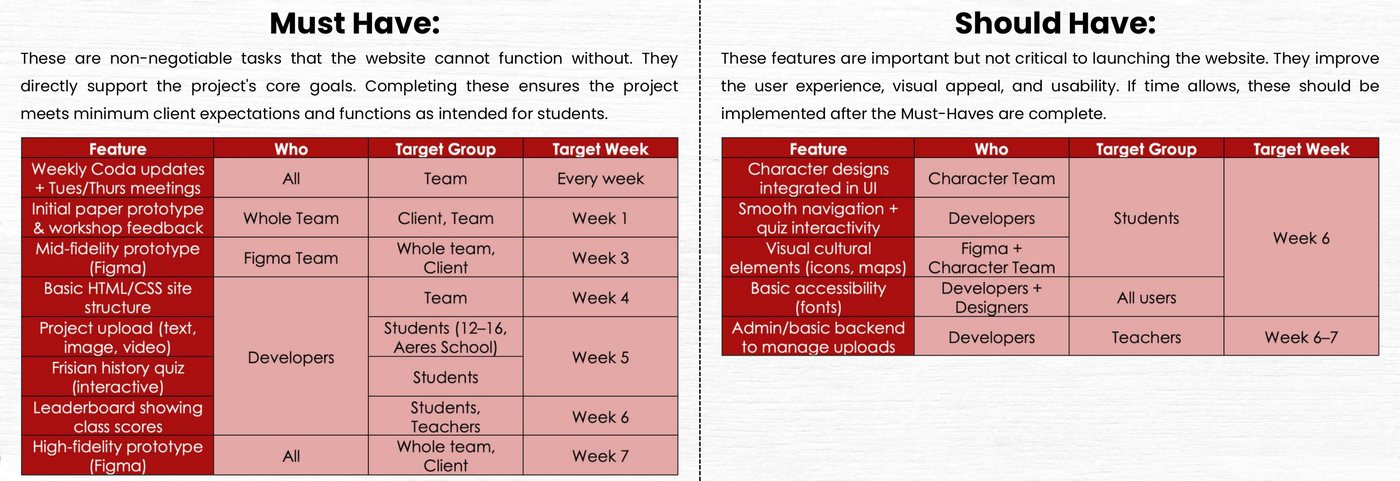 Must Have:
These are non-negotiable tasks that the website cannot function without. They
directly support the project's core goals. Completing these ensures the project
meets minimum client expectations and functions as intended for students.
Feature Who Target Group Target Week
Weekly Coda updates
+ Tues/Thurs meetings
All Team Every week
Initial paper prototype
& workshop feedback
Whole Team Client, Team Week 1
Mid-fidelity prototype
(Figma)
Figma Team
Whole team,
Client
Week 3
Basic HTML/CSS site
structure
Developers
Team Week 4
Project upload (text,
image, video)
Students (12–16,
Aeres School)
Week 5
Frisian history quiz
(interactive)
Students
Leaderboard showing
class scores
Students,
Teachers
Week 6
High-fidelity prototype
(Figma)
All
Whole team,
Client
Week 7
Should Have:
These features are important but not critical to launching the website. They improve
the user experience, visual appeal, and usability. If time allows, these should be
implemented after the Must-Haves are complete.
Feature Who Target Group Target Week
Character designs
integrated in UI
Character Team
Students
Week 6
Smooth navigation +
quiz interactivity
Developers
Visual cultural
elements (icons, maps)
Figma +
Character Team
Basic accessibility
(fonts)
Developers +
Designers
All users
Admin/basic backend
to manage uploads
Developers Teachers Week 6–7